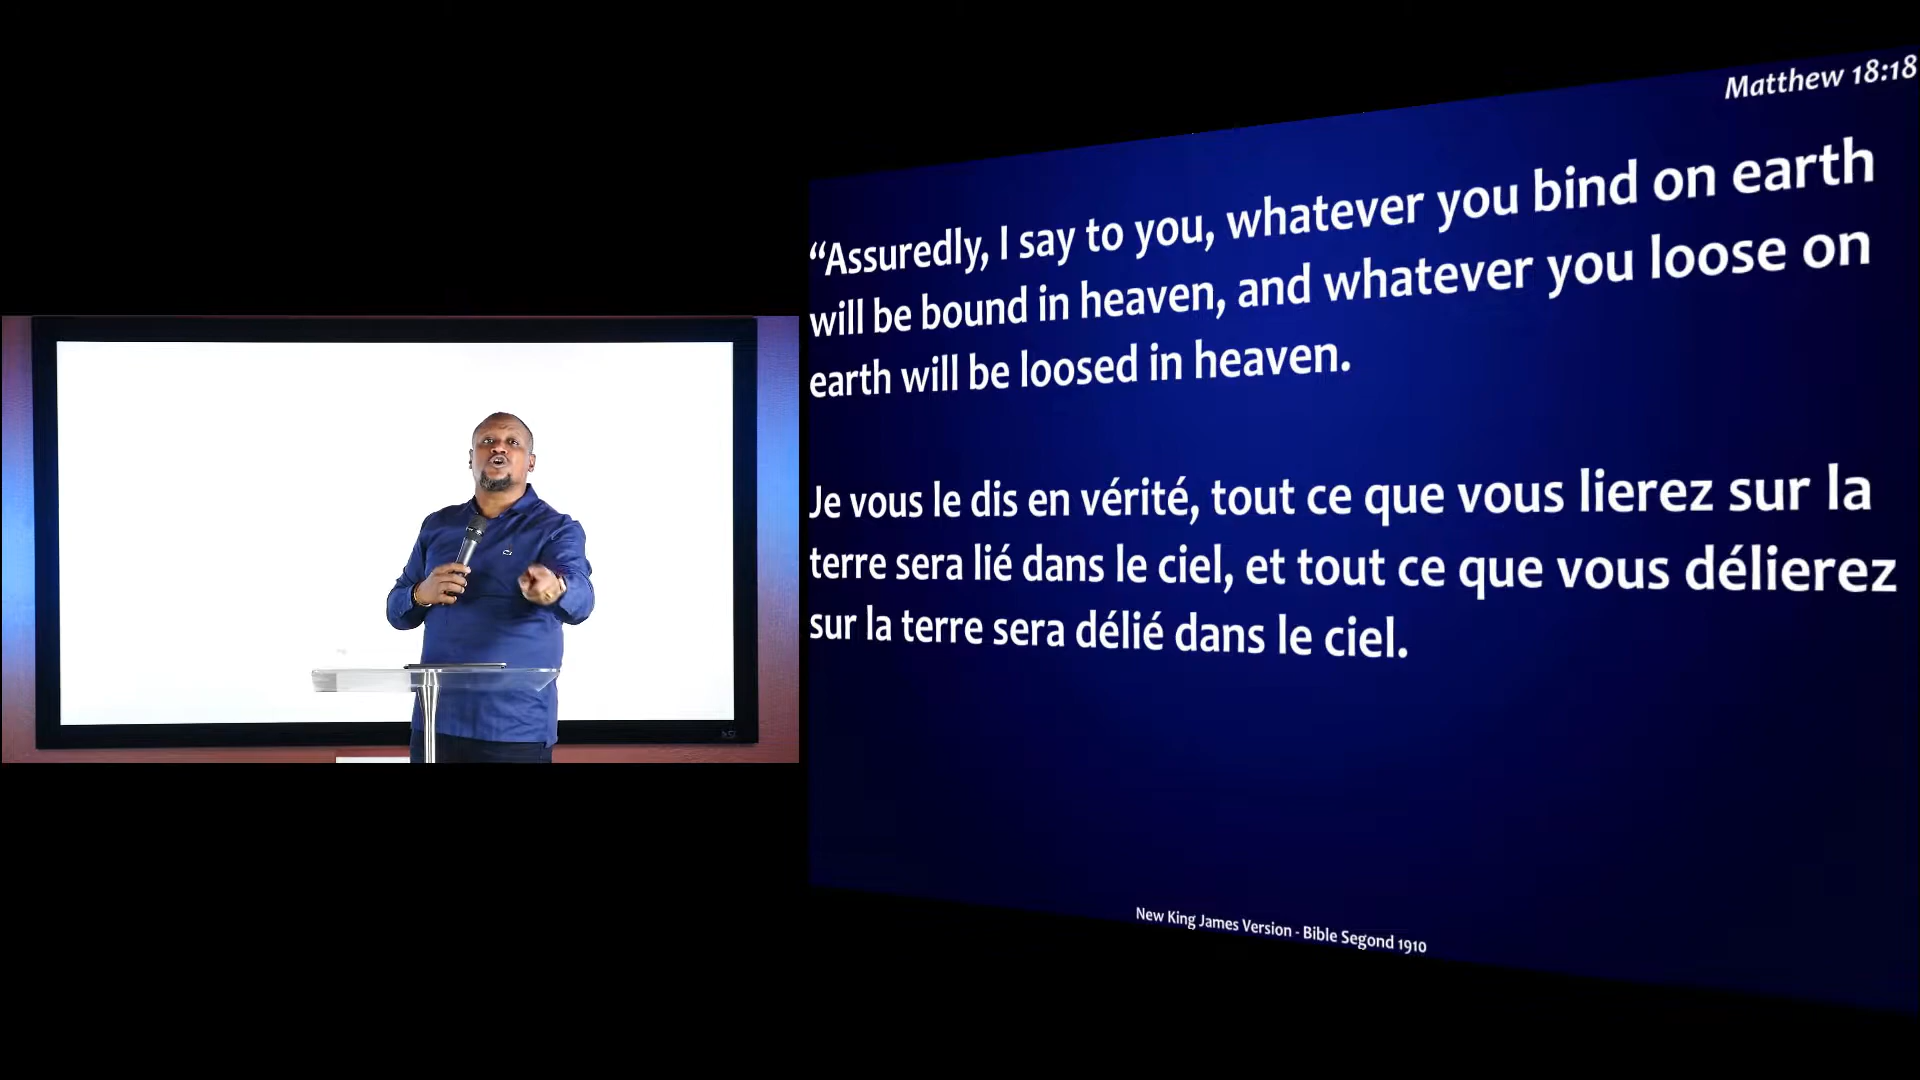 Matthew 18:18
“Assuredly, I say to you, whatever you bind on earth
will be bound in heaven, and whatever you loose on
earth will be loosed in heaven.
Je vous le dis en vérité, tout ce que vous lierez sur la
terre sera lié dans le ciel, et tout ce que vous délierez
sur la terre sera délié dans le ciel.
New King James Version - Bible Segond 1910